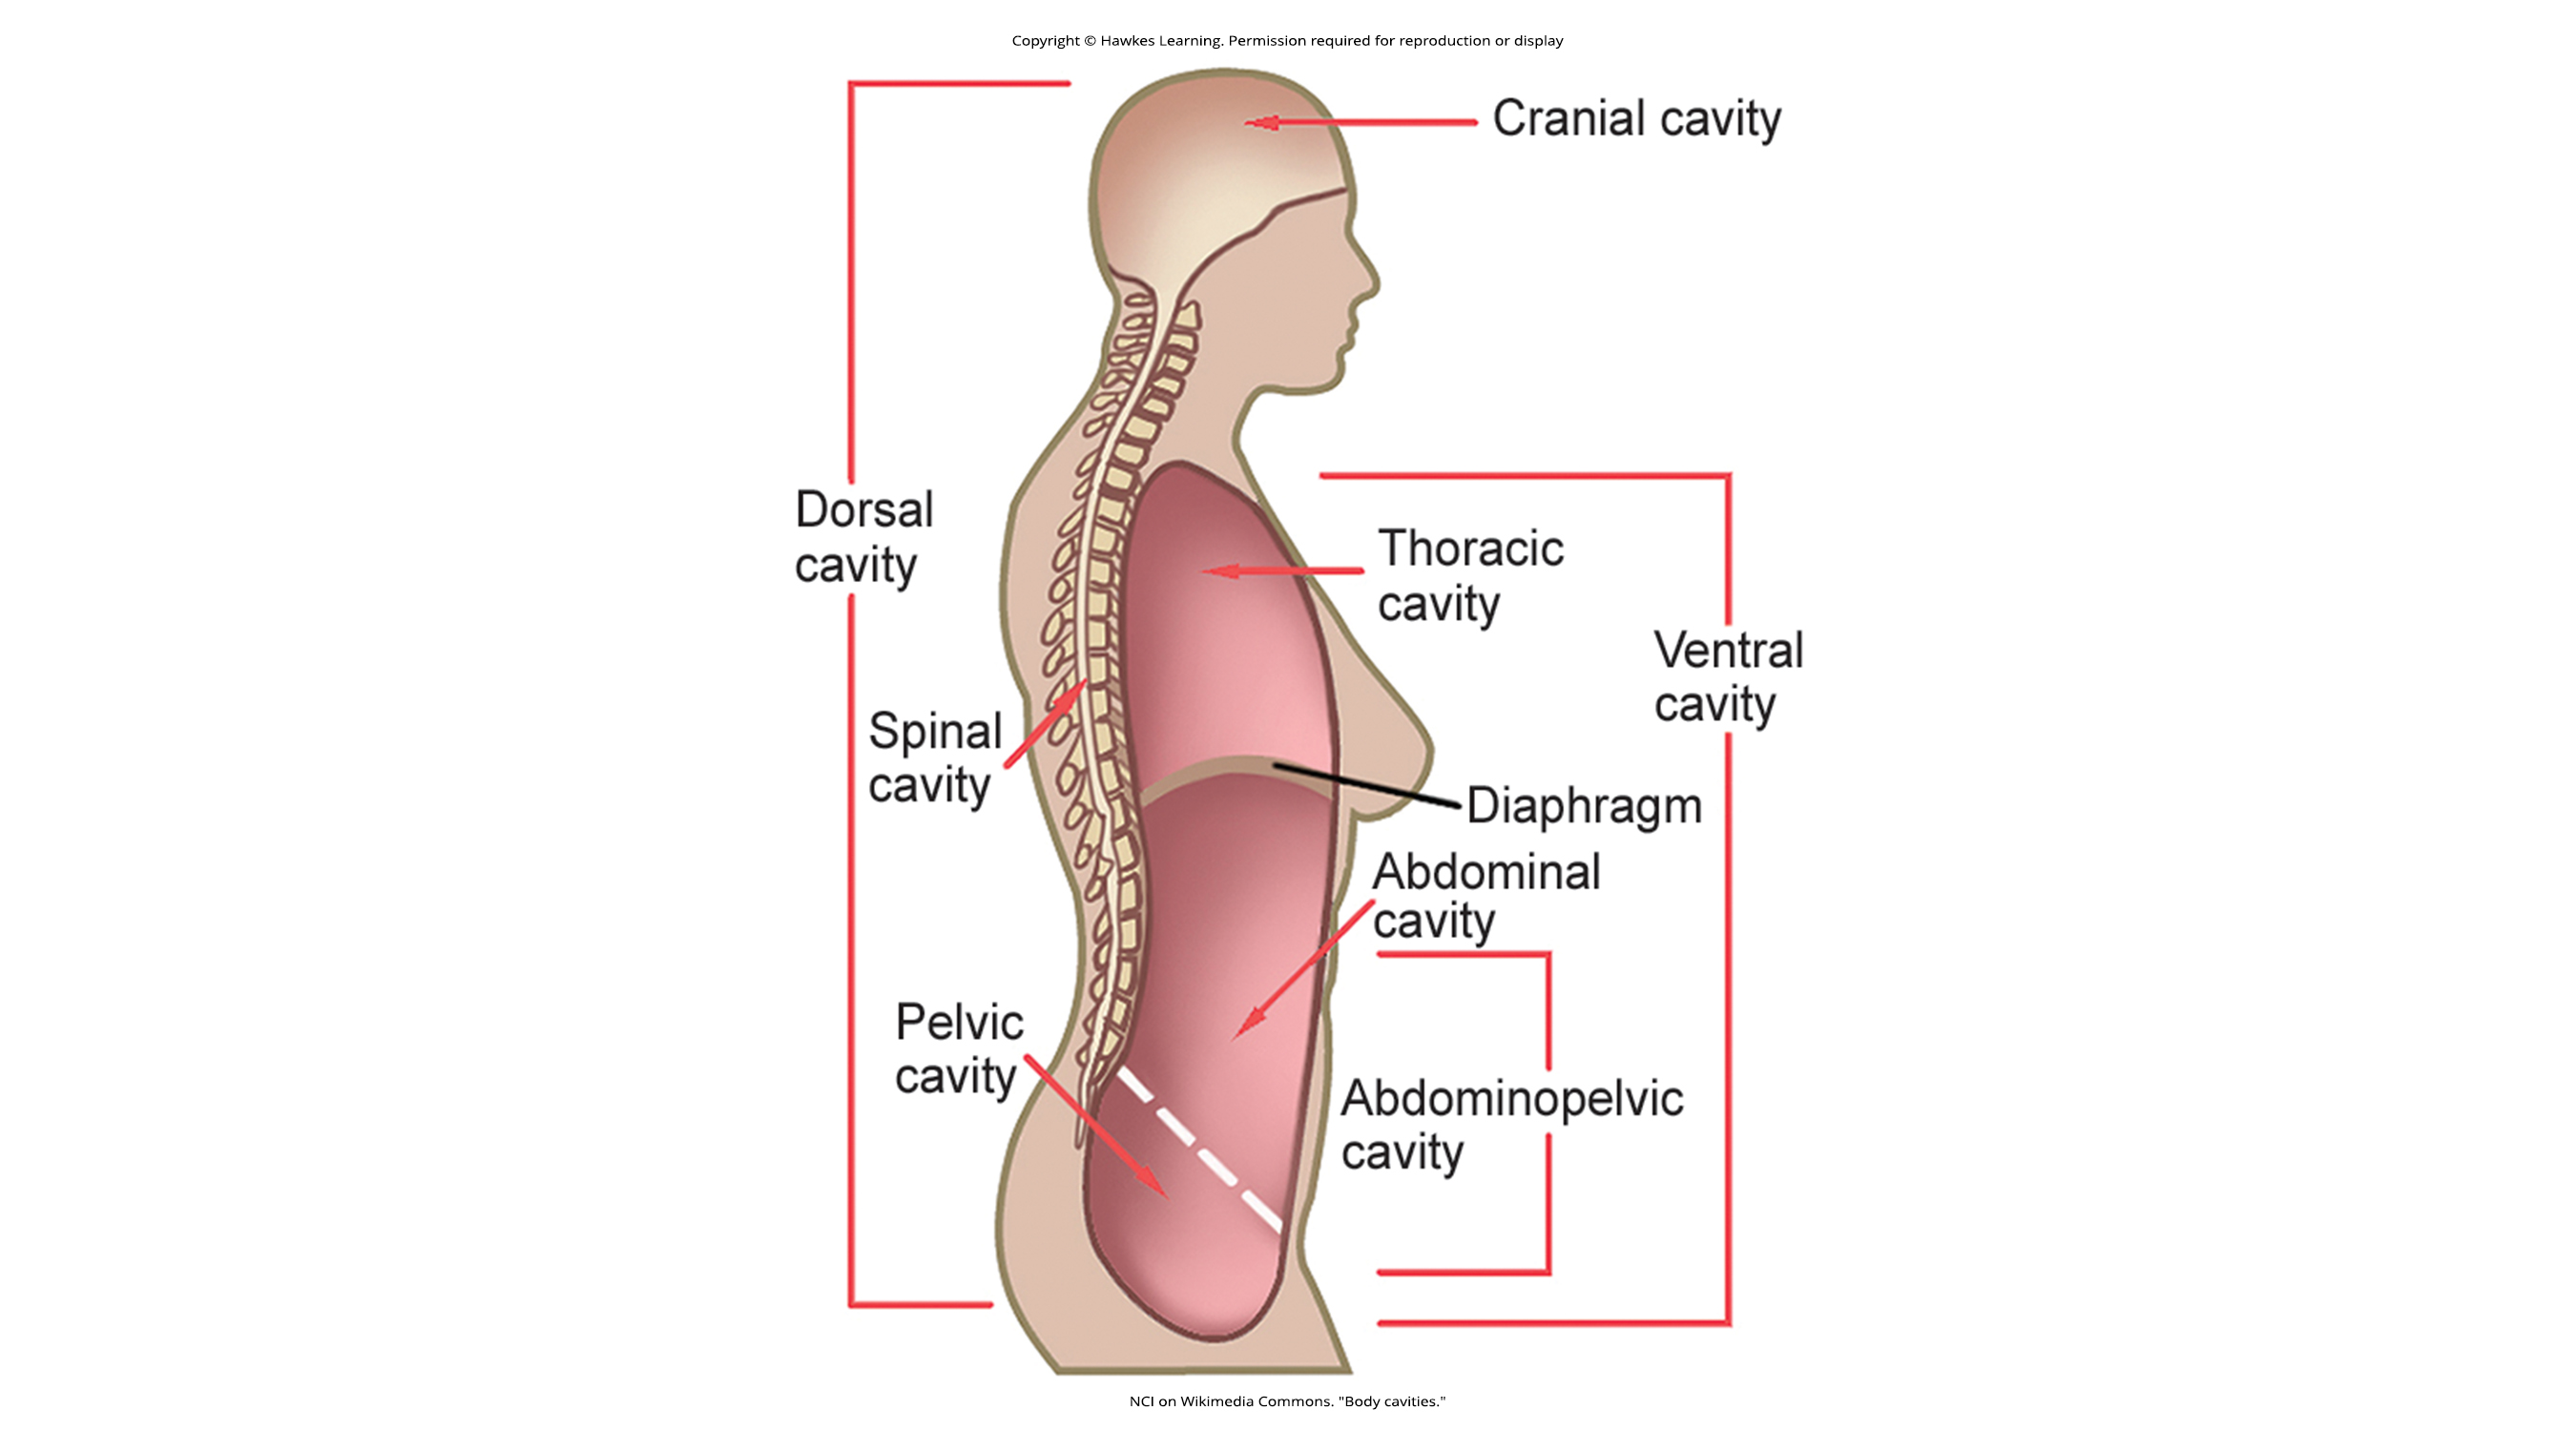 Copyright © Hawkes Learning. Permission required for reproduction or display
Cranial cavity
Dorsal
cavity
Thoracic
cavity
Ventral
cavity
Spinal
cavity
Diaphragm
Abdominal
cavity
Pelvic
cavity
Abdominopelvic
cavity
NCI on Wikimedia Commons. "Body cavities."